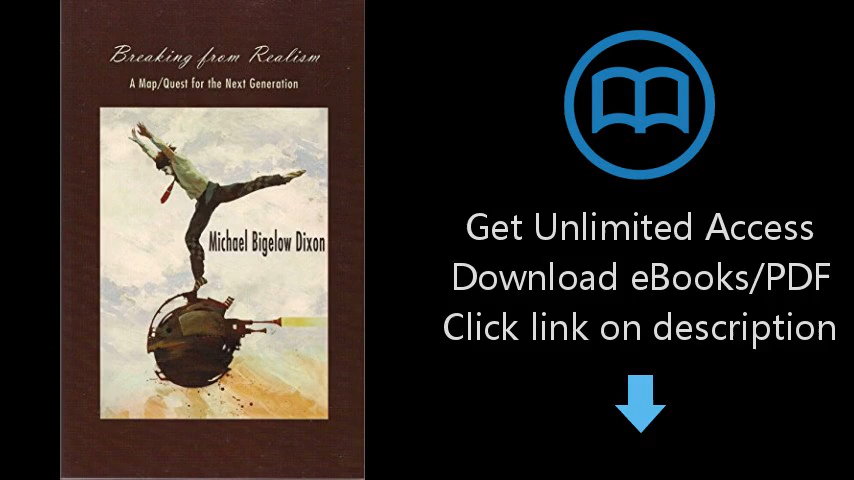 Breaking from Realism
A Map/Quest for the Next Generation
Michael Bigelow Dixon
Get Unlimited Access
Download eBooks/PDF
Click link on description